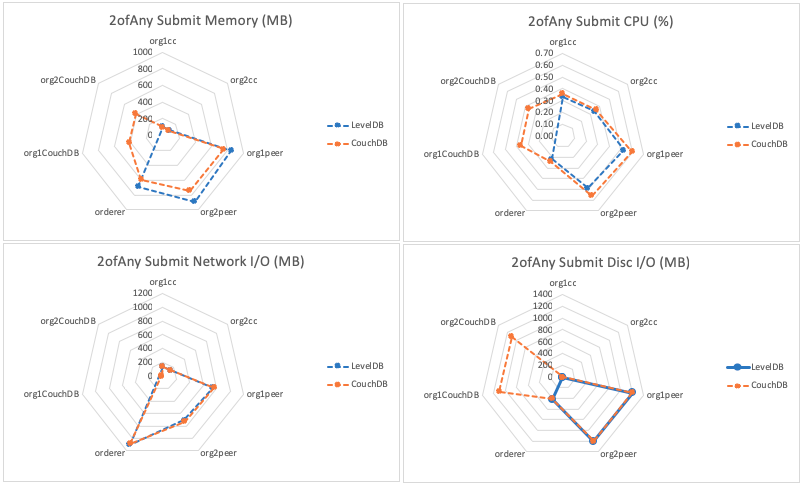 2ofAny Submit Memory (MB)
org1cc
1000
800
600
400
200
0
org2cc
org1peer
org2peer
orderer
org1CouchDB
org2CouchDB
LevelDB
CouchDB
2ofAny Submit CPU (%)
org1cc
0.70
0.60
0.50
0.40
0.30
0.20
0.10
0.00
org2cc
org1peer
org2peer
orderer
org1CouchDB
org2CouchDB
LevelDB
CouchDB
2ofAny Submit Network I/O (MB)
org1cc
1200
1000
800
600
400
200
0
org2cc
org1peer
org2peer
orderer
org1CouchDB
org2CouchDB
LevelDB
CouchDB
2ofAny Submit Disc I/O (MB)
org1cc
1400
1200
1000
800
600
400
200
0
org2cc
org1peer
org2peer
orderer
org1CouchDB
org2CouchDB
LevelDB
CouchDB